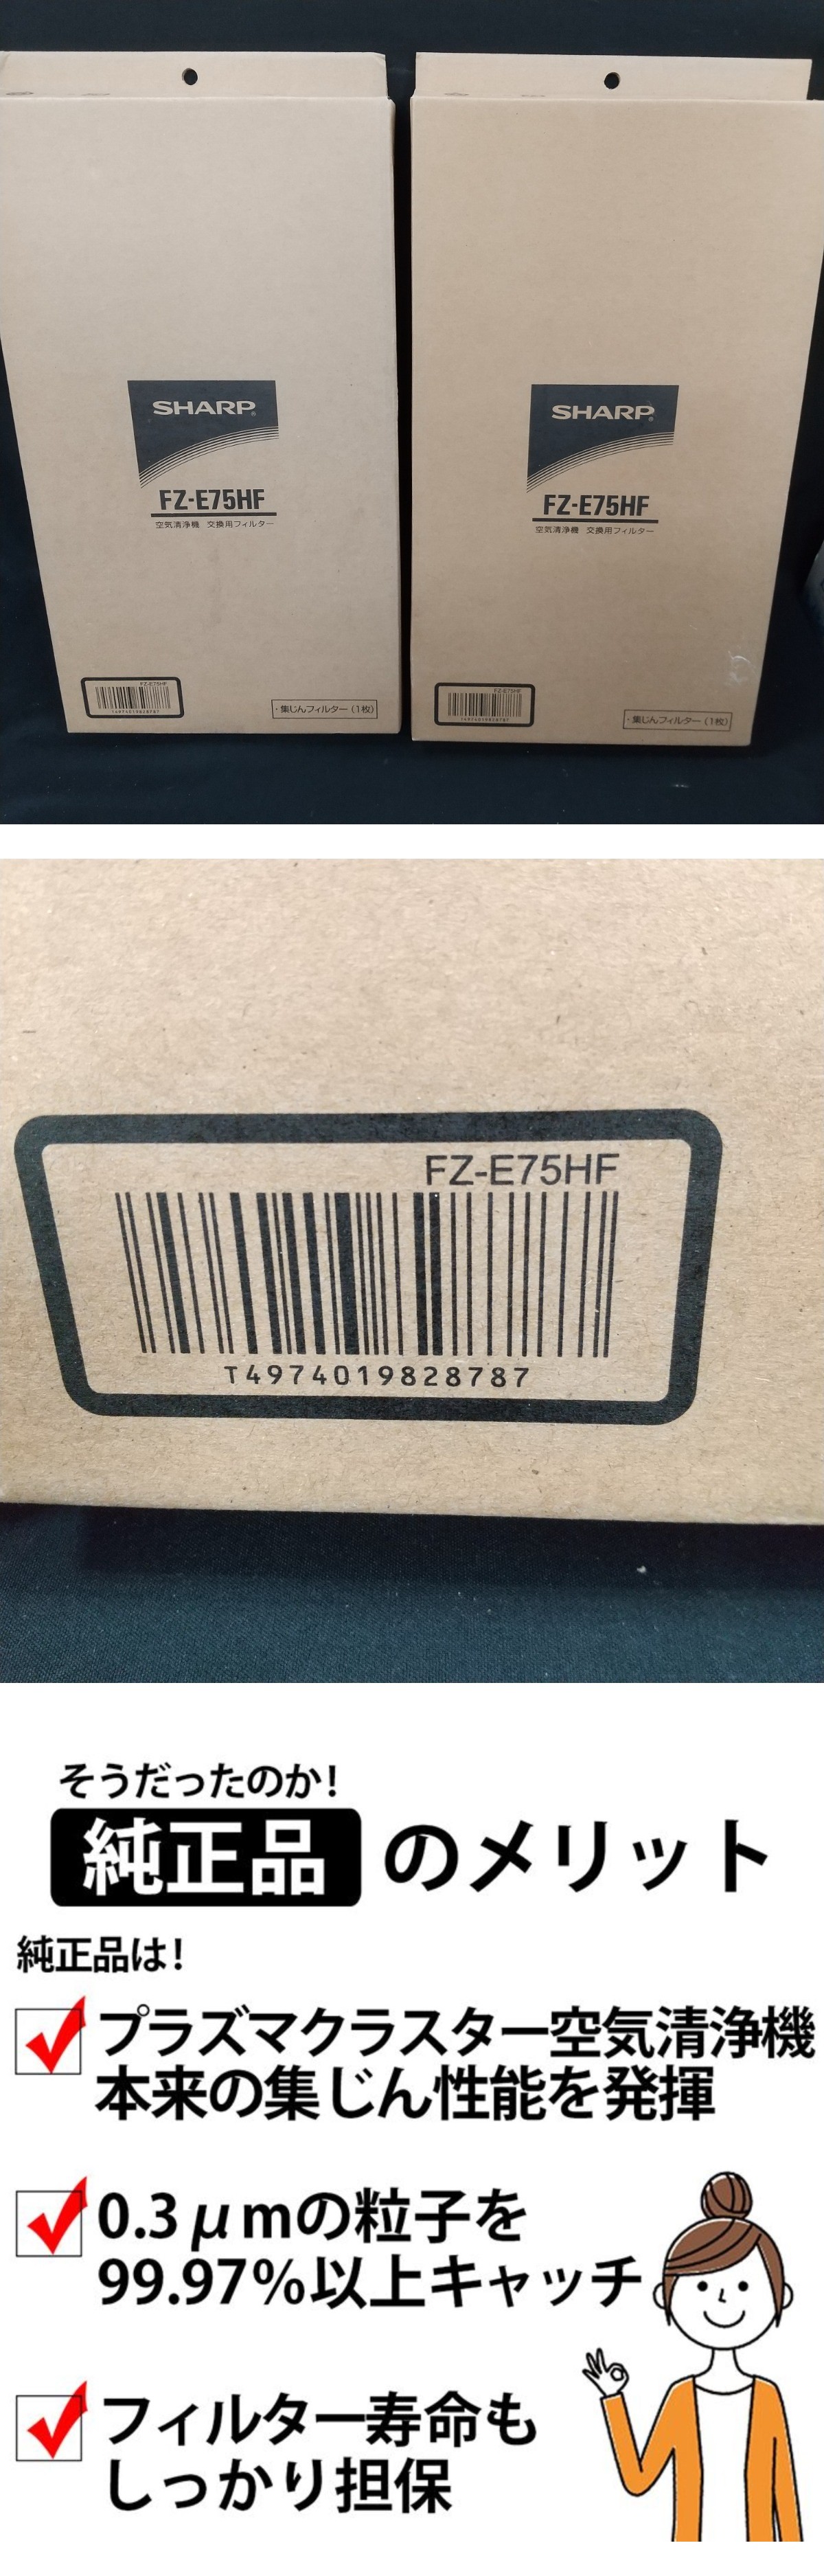 SHARP
FZ-E75HF
空気清浄機 交換用フィルター
FZ-E75HF
T4974019828787
・集じんフィルター(1枚)
SHARP
FZ-E75HF
空気清浄機 交換用フィルター
FZ-E75HF
T4974019828787
・集じんフィルター(1枚)
FZ-E75HF
T4974019828787
そうだったのか!
純正品のメリット
純正品は!
プラズマクラスター空気清浄機
本来の集じん性能を発揮
0.3μmの粒子を
99.97%以上キャッチ
フィルター寿命も
しっかり担保